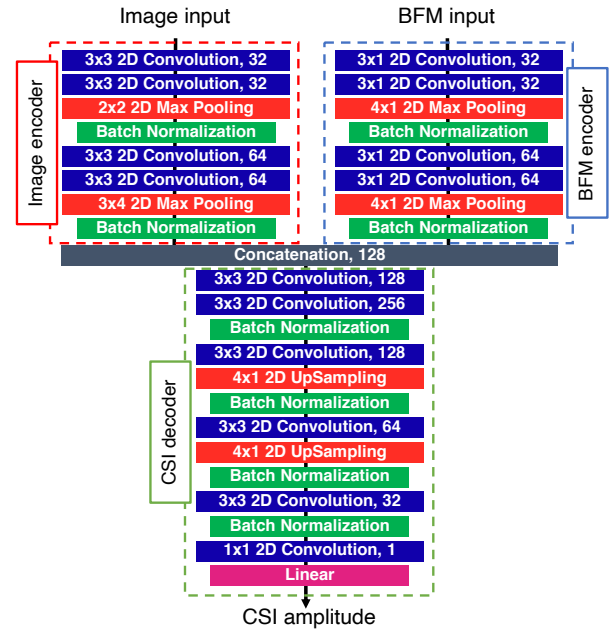 Image input
Image encoder
3x3 2D Convolution, 32
3x3 2D Convolution, 32
2x2 2D Max Pooling
Batch Normalization
3x3 2D Convolution, 64
3x3 2D Convolution, 64
3x4 2D Max Pooling
Batch Normalization
BFM input
3x1 2D Convolution, 32
3x1 2D Convolution, 32
4x1 2D Max Pooling
Batch Normalization
3x1 2D Convolution, 64
3x1 2D Convolution, 64
4x1 2D Max Pooling
Batch Normalization
BFM encoder
Concatenation, 128
CSI decoder
3x3 2D Convolution, 128
3x3 2D Convolution, 256
Batch Normalization
3x3 2D Convolution, 128
4x1 2D UpSampling
Batch Normalization
3x3 2D Convolution, 64
4x1 2D UpSampling
Batch Normalization
3x3 2D Convolution, 32
Batch Normalization
1x1 2D Convolution, 1
Linear
CSI amplitude